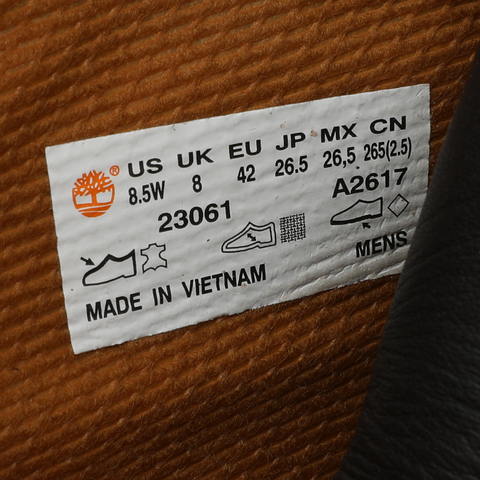 ® US UK EU JP MX CN
8.5W 8 42 26.5 26,5 265(2.5)
23061 A2617
MENS
MADE IN VIETNAM